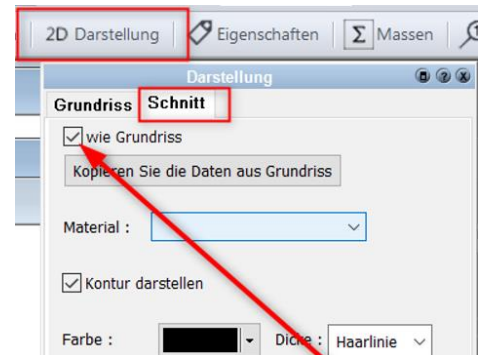 2D Darstellung Eigenschaften Σ Massen
Darstellung
Grundriss Schnitt
wie Grundriss
Kopieren Sie die Daten aus Grundriss
Material :
Kontur darstellen
Farbe : Dicke : Haarlinie